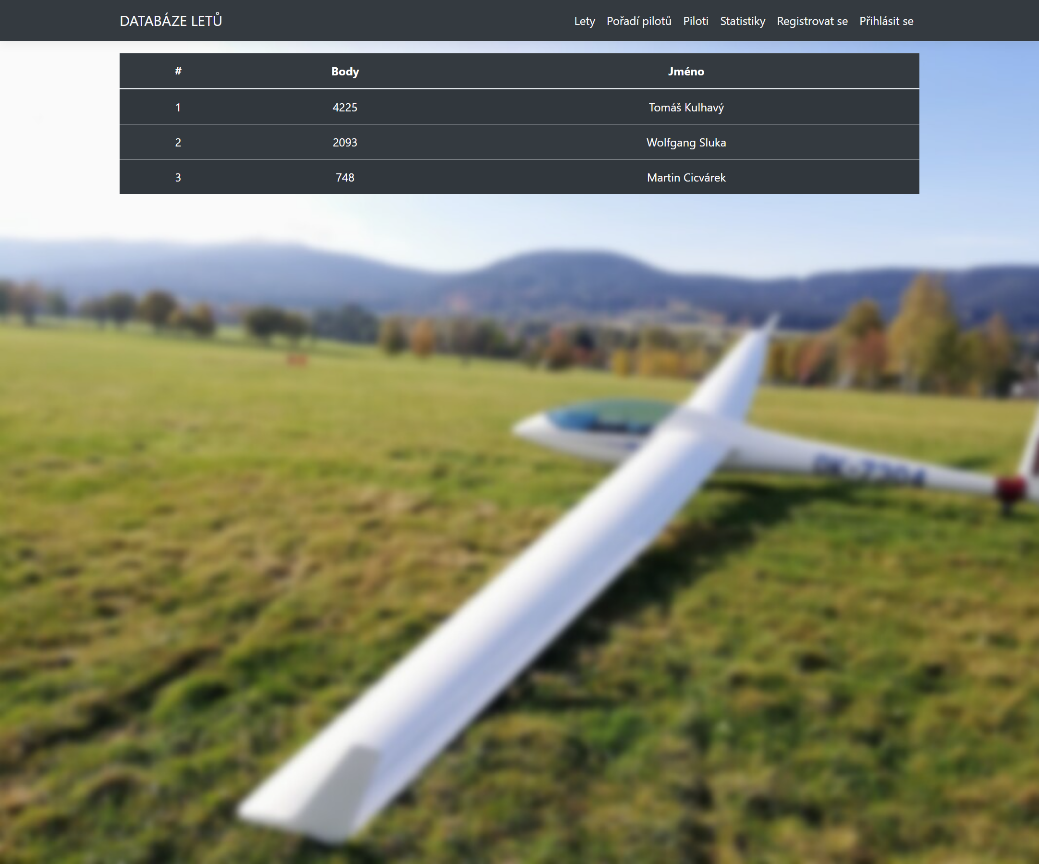 DATABÁZE LETŮ Lety Pořadí pilotů Piloti Statistiky Registrovat se Přihlásit se
# Body Jméno
1 4225 Tomáš Kulhavý
2 2093 Wolfgang Sluka
3 748 Martin Cicvárek